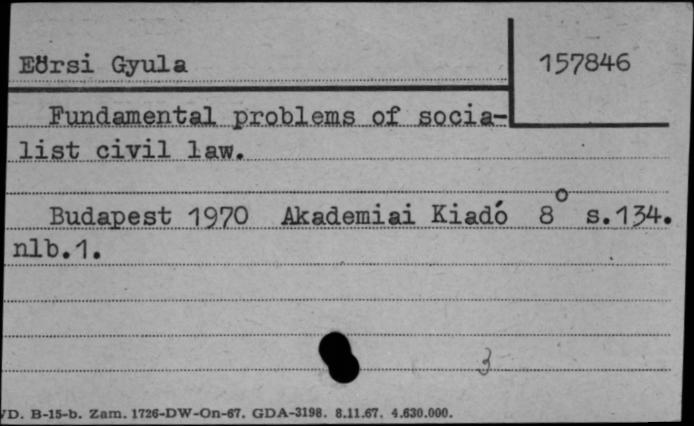 Eörsi Gyula
157846
Fundamental problems of socia-
list civil law.
Budapest 1970 Akademiai Kiadó 8° s.134.
nlb.1.
3
VD. B-15-b. Zam. 1726-DW-On-67. GDA-3198. 8.11.67. 4.630.000.